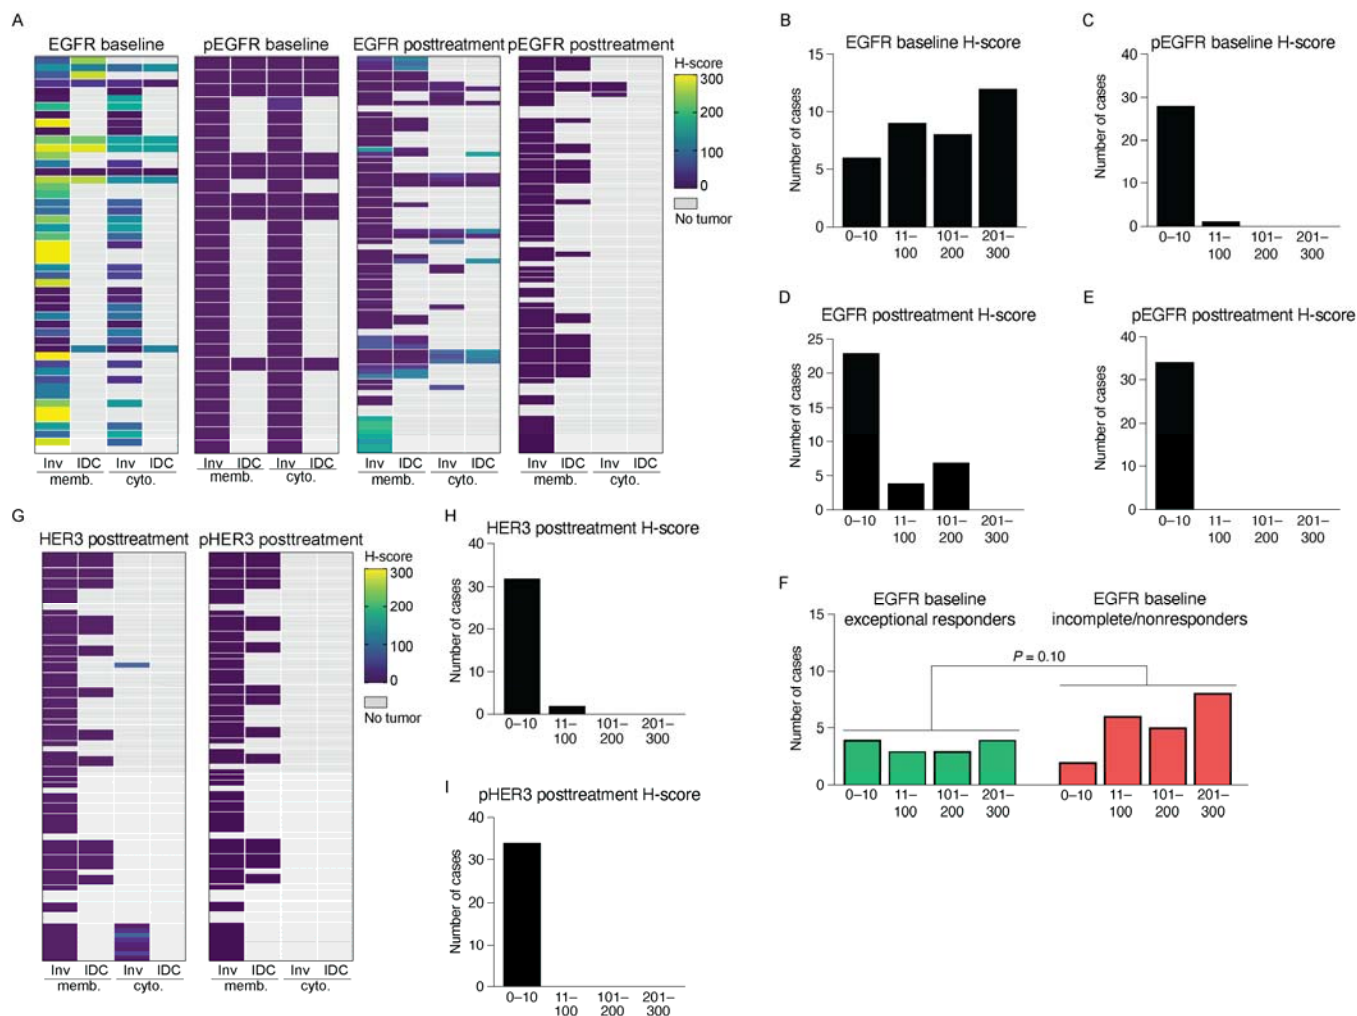 A
EGFR baseline
pEGFR baseline
EGFR posttreatment
pEGFR posttreatment
H-score
300
200
100
0
No tumor
Inv IDC Inv IDC
memb. cyto.
Inv IDC Inv IDC
memb. cyto.
Inv IDC Inv IDC
memb. cyto.
Inv IDC Inv IDC
memb. cyto.
B
EGFR baseline H-score
Number of cases
15
10
5
0
0–10 11–100 101–200 201–300
C
pEGFR baseline H-score
Number of cases
40
30
20
10
0
0–10 11–100 101–200 201–300
D
EGFR posttreatment H-score
Number of cases
25
20
15
10
5
0
0–10 11–100 101–200 201–300
E
pEGFR posttreatment H-score
Number of cases
40
30
20
10
0
0–10 11–100 101–200 201–300
F
EGFR baseline
exceptional responders
EGFR baseline
incomplete/nonresponders
P = 0.10
Number of cases
15
10
5
0
0–10 11–100 101–200 201–300
0–10 11–100 101–200 201–300
G
HER3 posttreatment
pHER3 posttreatment
H-score
300
200
100
0
No tumor
Inv IDC Inv IDC
memb. cyto.
Inv IDC Inv IDC
memb. cyto.
H
HER3 posttreatment H-score
Number of cases
40
30
20
10
0
0–10 11–100 101–200 201–300
I
pHER3 posttreatment H-score
Number of cases
40
30
20
10
0
0–10 11–100 101–200 201–300